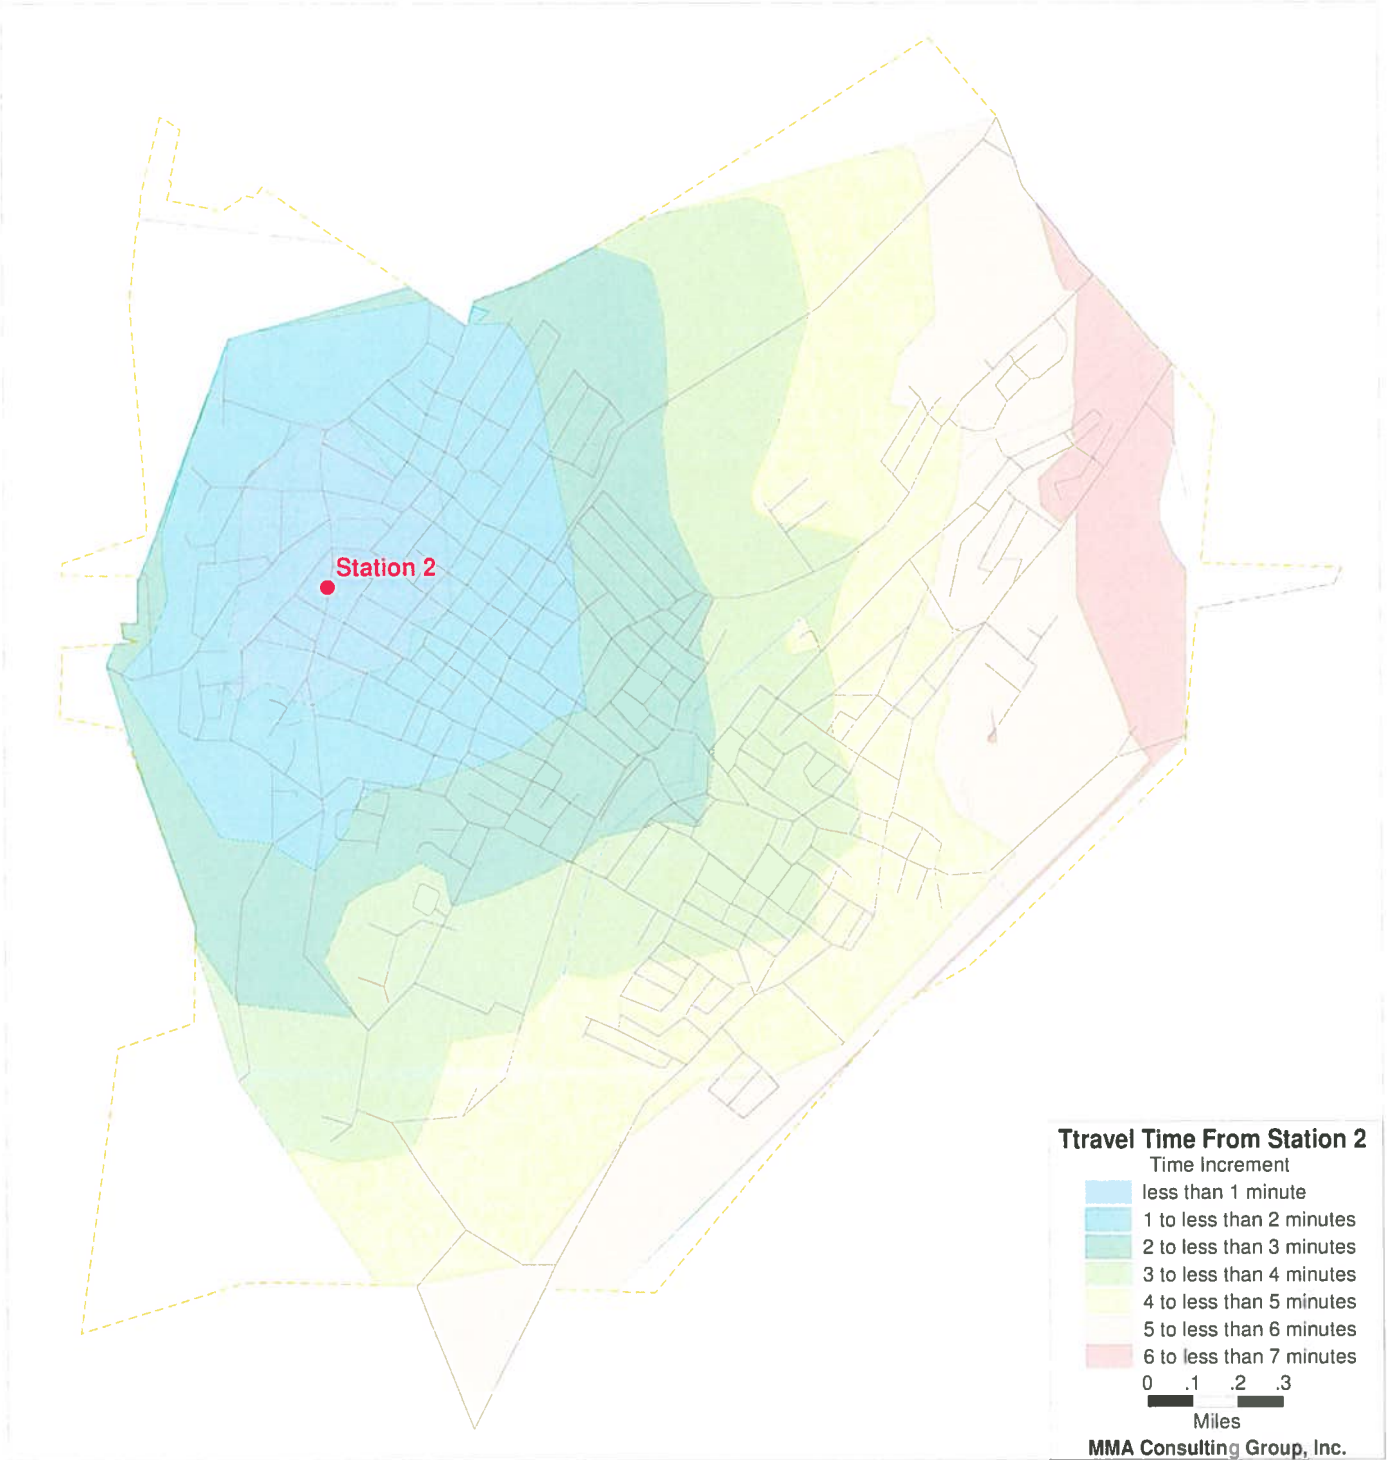 Station 2
Ttravel Time From Station 2
Time Increment
less than 1 minute
1 to less than 2 minutes
2 to less than 3 minutes
3 to less than 4 minutes
4 to less than 5 minutes
5 to less than 6 minutes
6 to less than 7 minutes
0 .1 .2 .3
Miles
MMA Consulting Group, Inc.